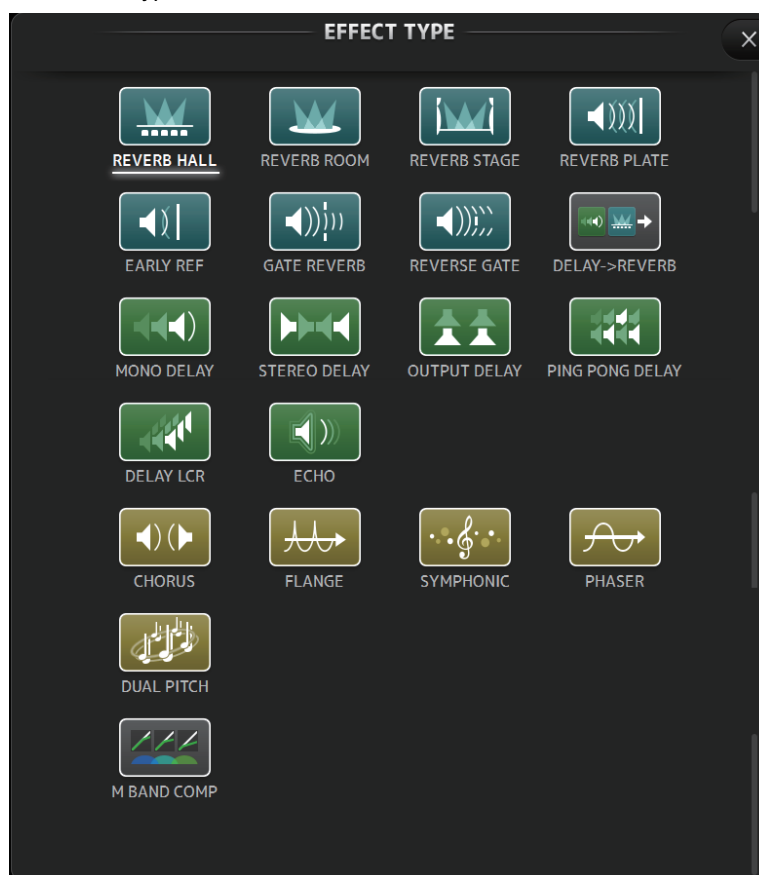 EFFECT TYPE
REVERB HALL REVERB ROOM REVERB STAGE REVERB PLATE
EARLY REF GATE REVERB REVERSE GATE DELAY->REVERB
MONO DELAY STEREO DELAY OUTPUT DELAY PING PONG DELAY
DELAY LCR ECHO
CHORUS FLANGE SYMPHONIC PHASER
DUAL PITCH
M BAND COMP